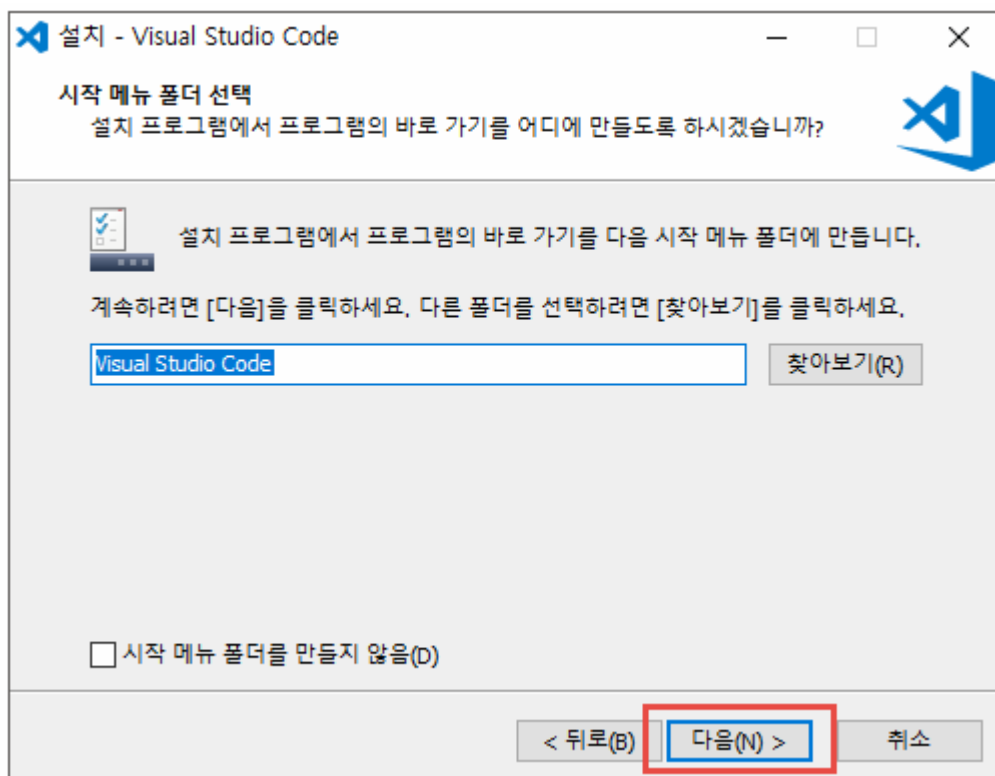 설치 - Visual Studio Code
시작 메뉴 폴더 선택
설치 프로그램에서 프로그램의 바로 가기를 어디에 만들도록 하시겠습니까?
설치 프로그램에서 프로그램의 바로 가기를 다음 시작 메뉴 폴더에 만듭니다.
계속하려면 [다음]을 클릭하세요. 다른 폴더를 선택하려면 [찾아보기]를 클릭하세요.
Visual Studio Code 찾아보기(R)
시작 메뉴 폴더를 만들지 않음(D)
< 뒤로(B) 다음(N) > 취소